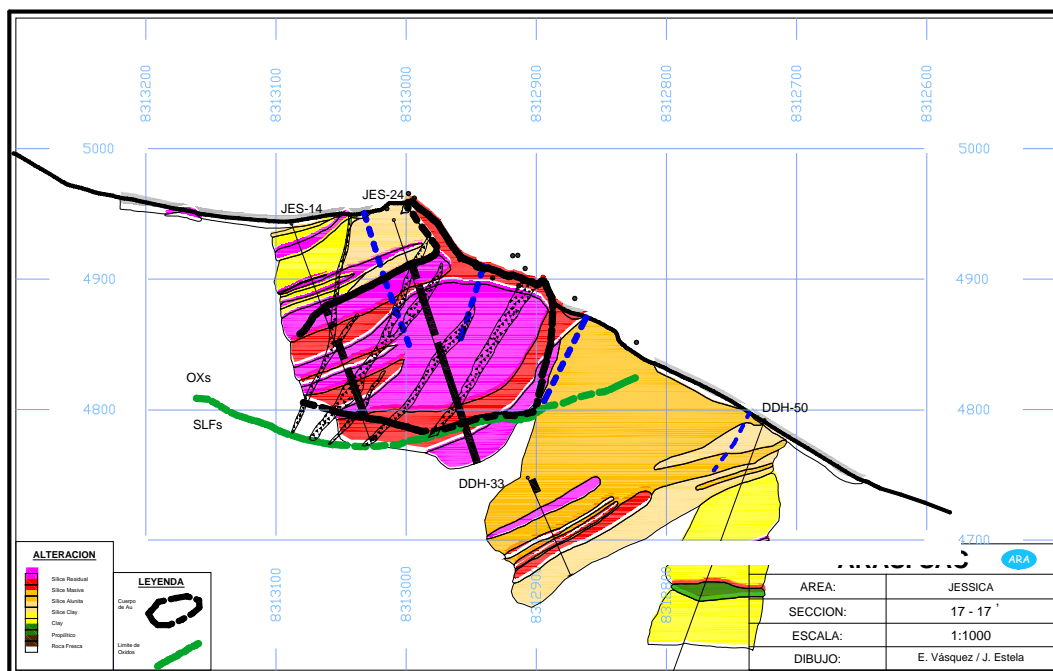 8313200
8313100
8313000
8312900
8312800
8312700
8312600
5000
5000
JES-24
JES-14
4900
4900
OXs
4800
4800
SLFs
DDH-50
DDH-33
4700
8313100
8313000
ALTERACION
Sílice Residual
Sílice Masiva
Sílice Alunita
Sílice Clay
Clay
Propilítico
Roca Fresca
LEYENDA
Cuerpo de Au
Limite de Oxidos
ARA
AREA: JESSICA
SECCION: 17 - 17 '
ESCALA: 1:1000
DIBUJO: E. Vásquez / J. Estela